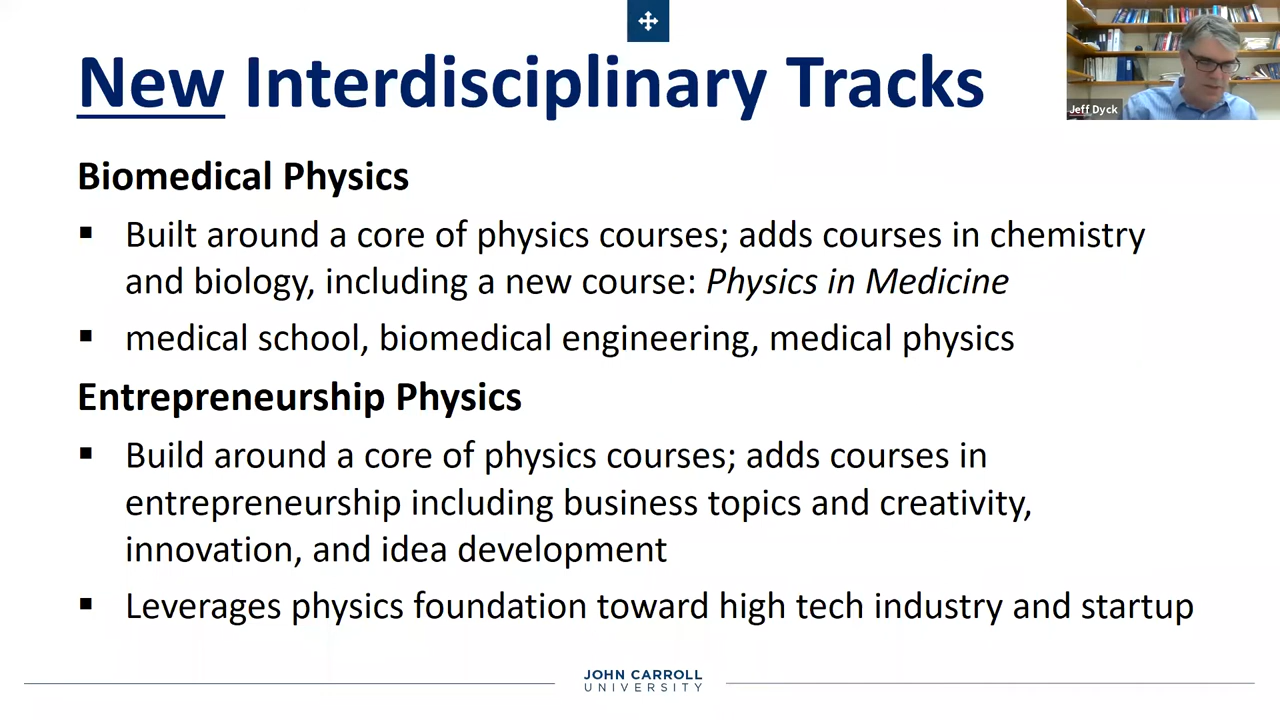 New Interdisciplinary Tracks
Jeff Dyck
Biomedical Physics
▪ Built around a core of physics courses; adds courses in chemistry
and biology, including a new course: Physics in Medicine
▪ medical school, biomedical engineering, medical physics
Entrepreneurship Physics
▪ Build around a core of physics courses; adds courses in
entrepreneurship including business topics and creativity,
innovation, and idea development
▪ Leverages physics foundation toward high tech industry and startup
JOHN CARROLL
UNIVERSITY